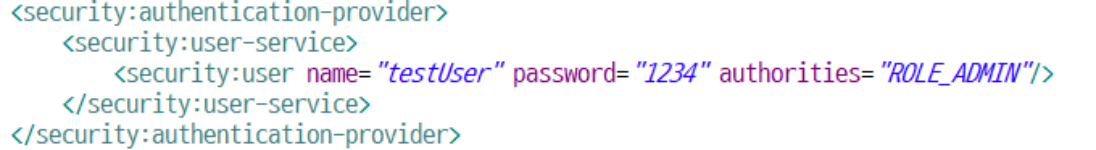 <security:authentication-provider>
<security:user-service>
<security:user name="testUser" password="1234" authorities="ROLE_ADMIN"/>
</security:user-service>
</security:authentication-provider>